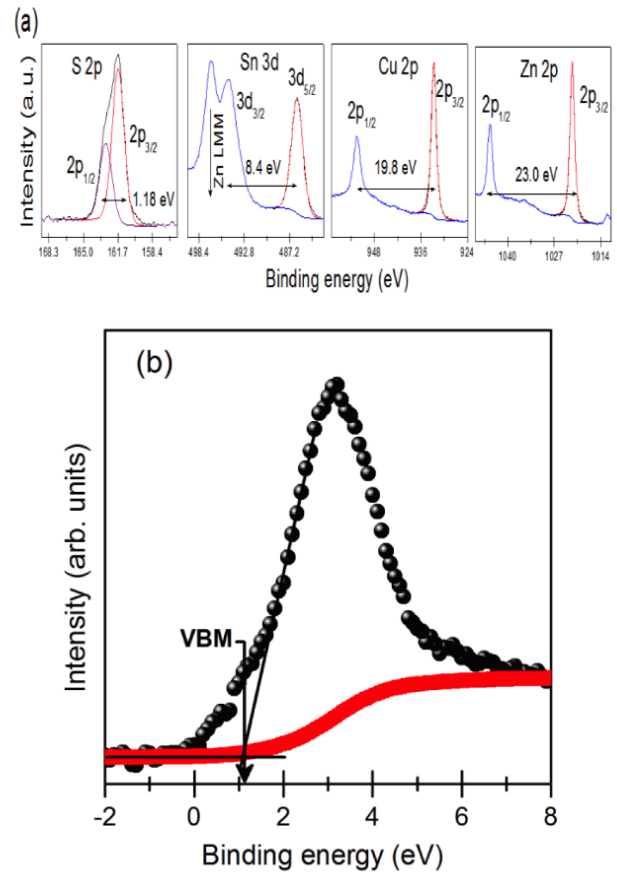 (a)
Intensity (a. u.)
S 2p
2p1/2
2p3/2
1.18 eV
168.3 165.0 161.7 158.4
Sn 3d
3d3/2
3d5/2
Zn LMM
8.4 eV
498.4 492.8 487.2
Cu 2p
2p1/2
2p3/2
19.8 eV
948 936 924
Zn 2p
2p1/2
2p3/2
23.0 eV
1040 1027 1014
Binding energy (eV)
(b)
Intensity (arb. units)
VBM
-2 0 2 4 6 8
Binding energy (eV)